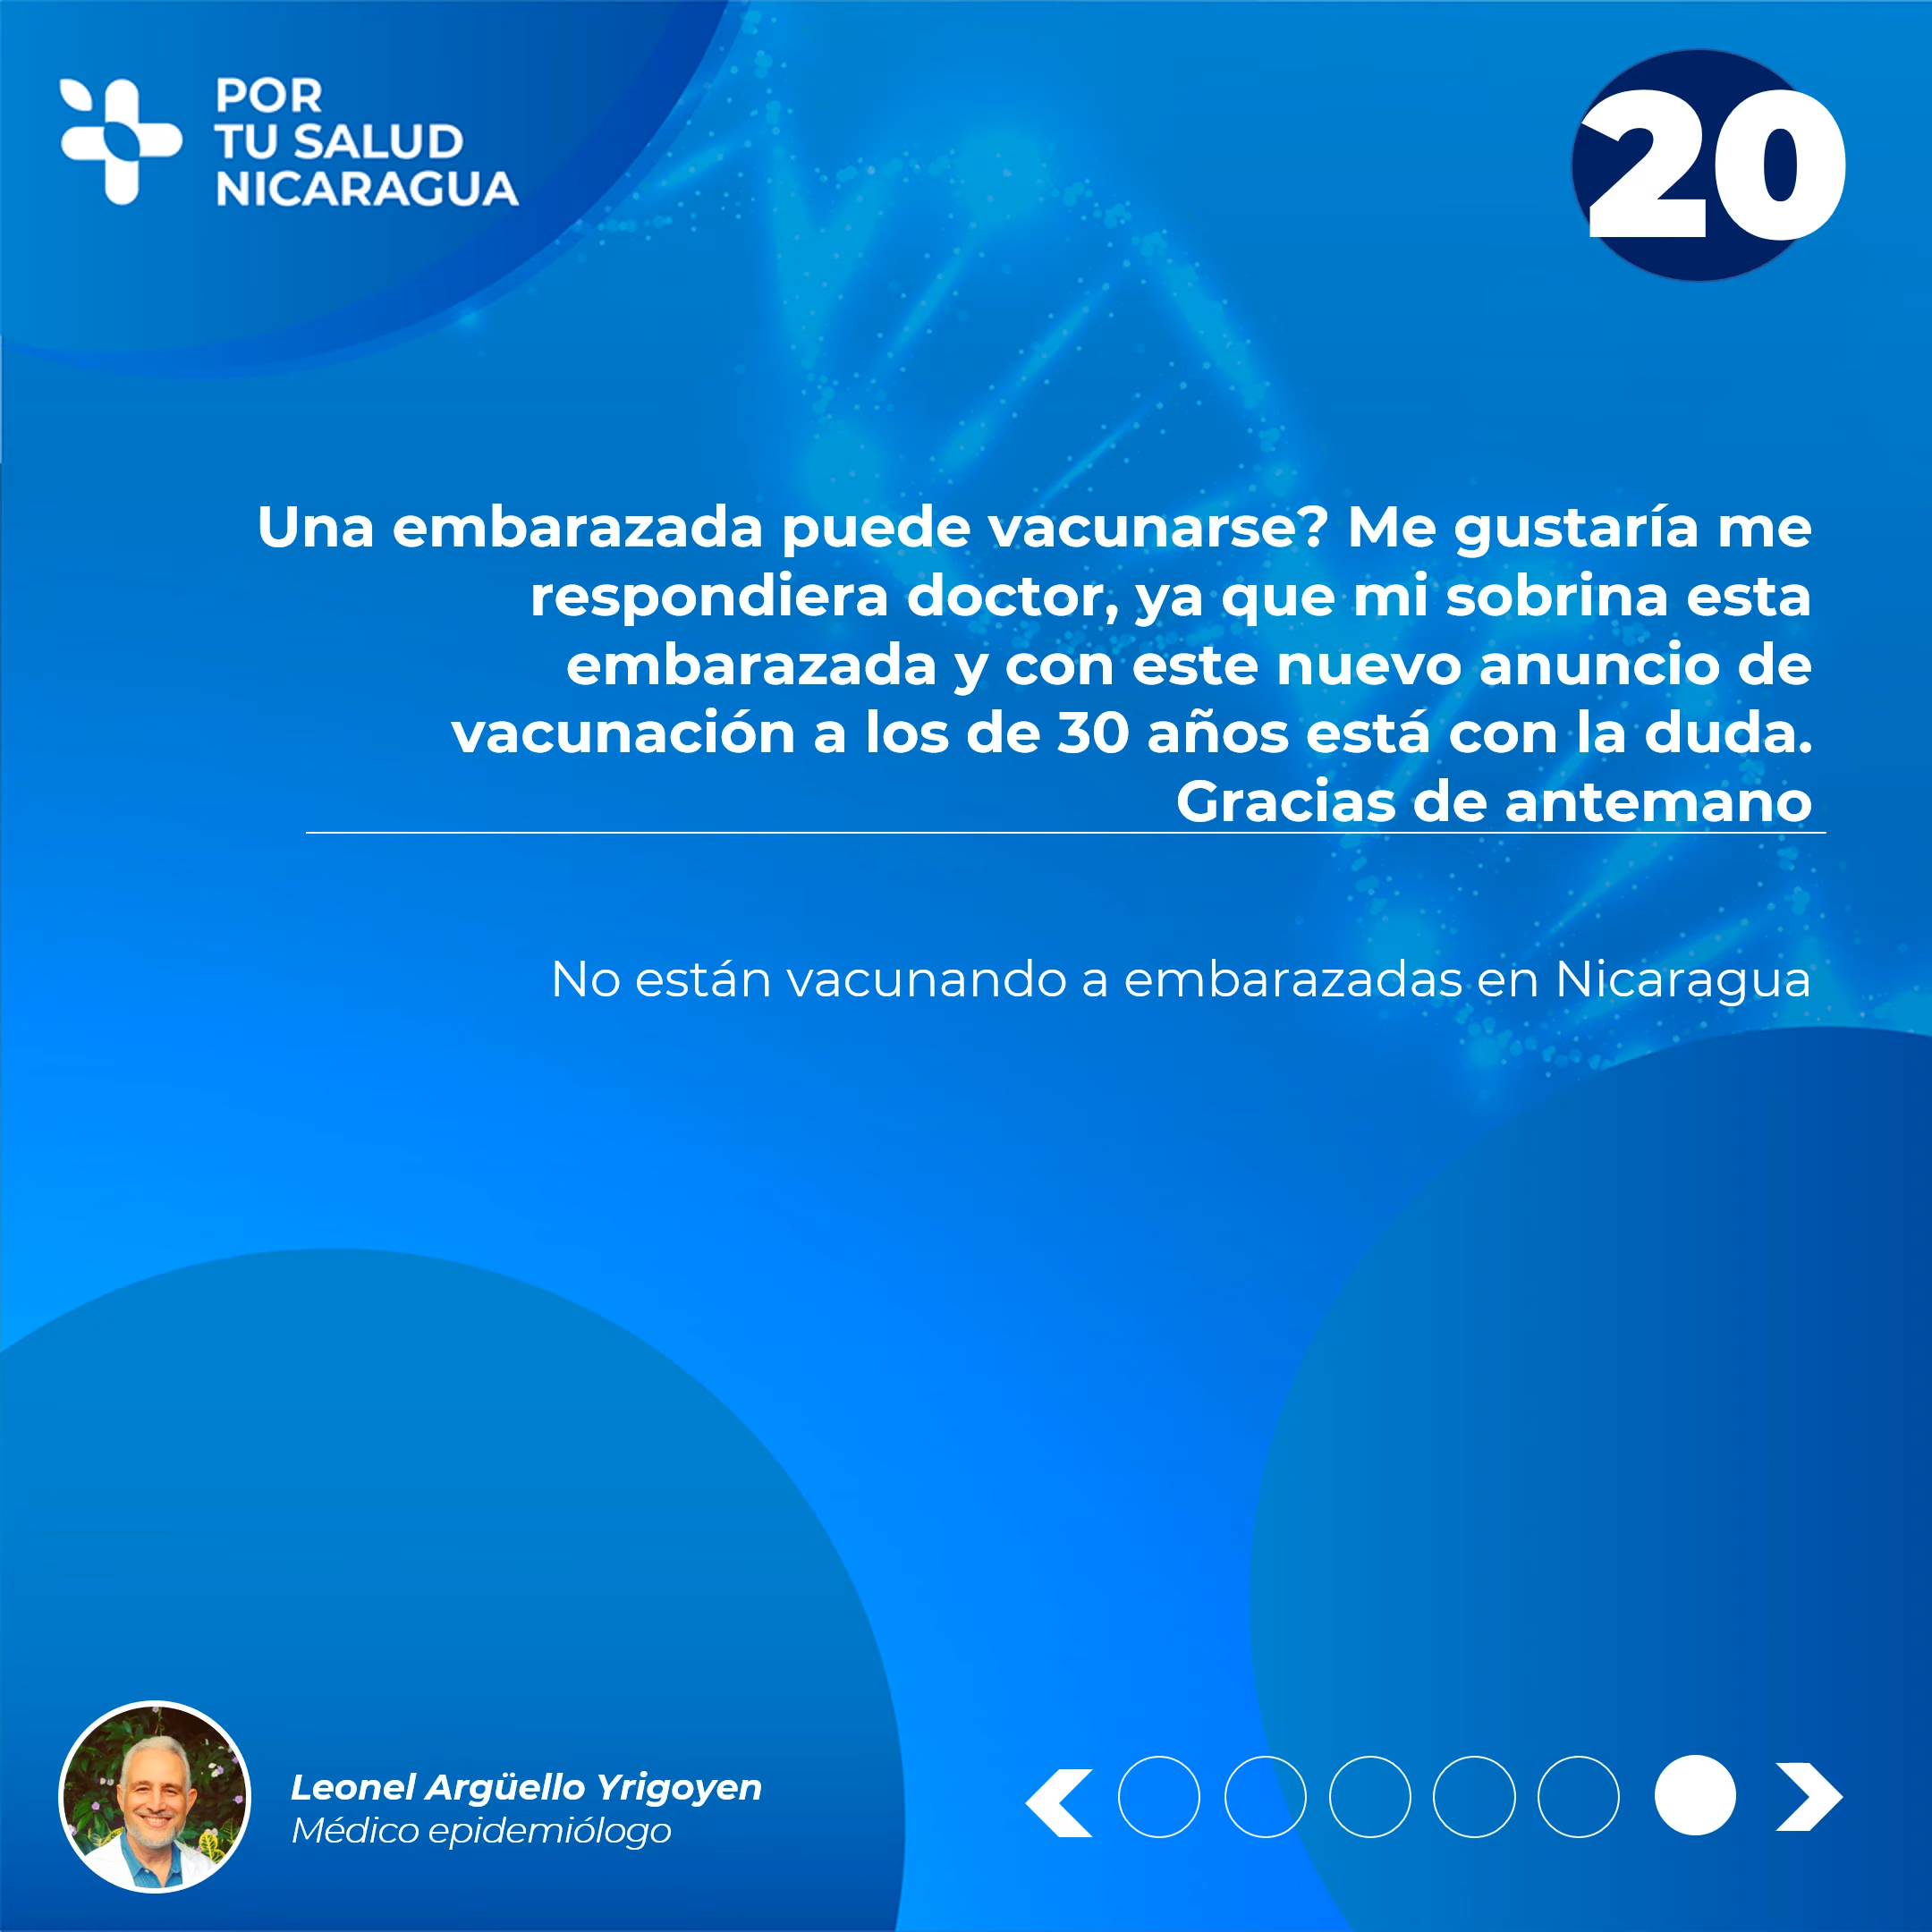 POR
TU SALUD
NICARAGUA
20
Una embarazada puede vacunarse? Me gustaría me
respondiera doctor, ya que mi sobrina esta
embarazada y con este nuevo anuncio de
vacunación a los de 30 años está con la duda.
Gracias de antemano
No están vacunando a embarazadas en Nicaragua
Leonel Argüello Yrigoyen
Médico epidemiólogo